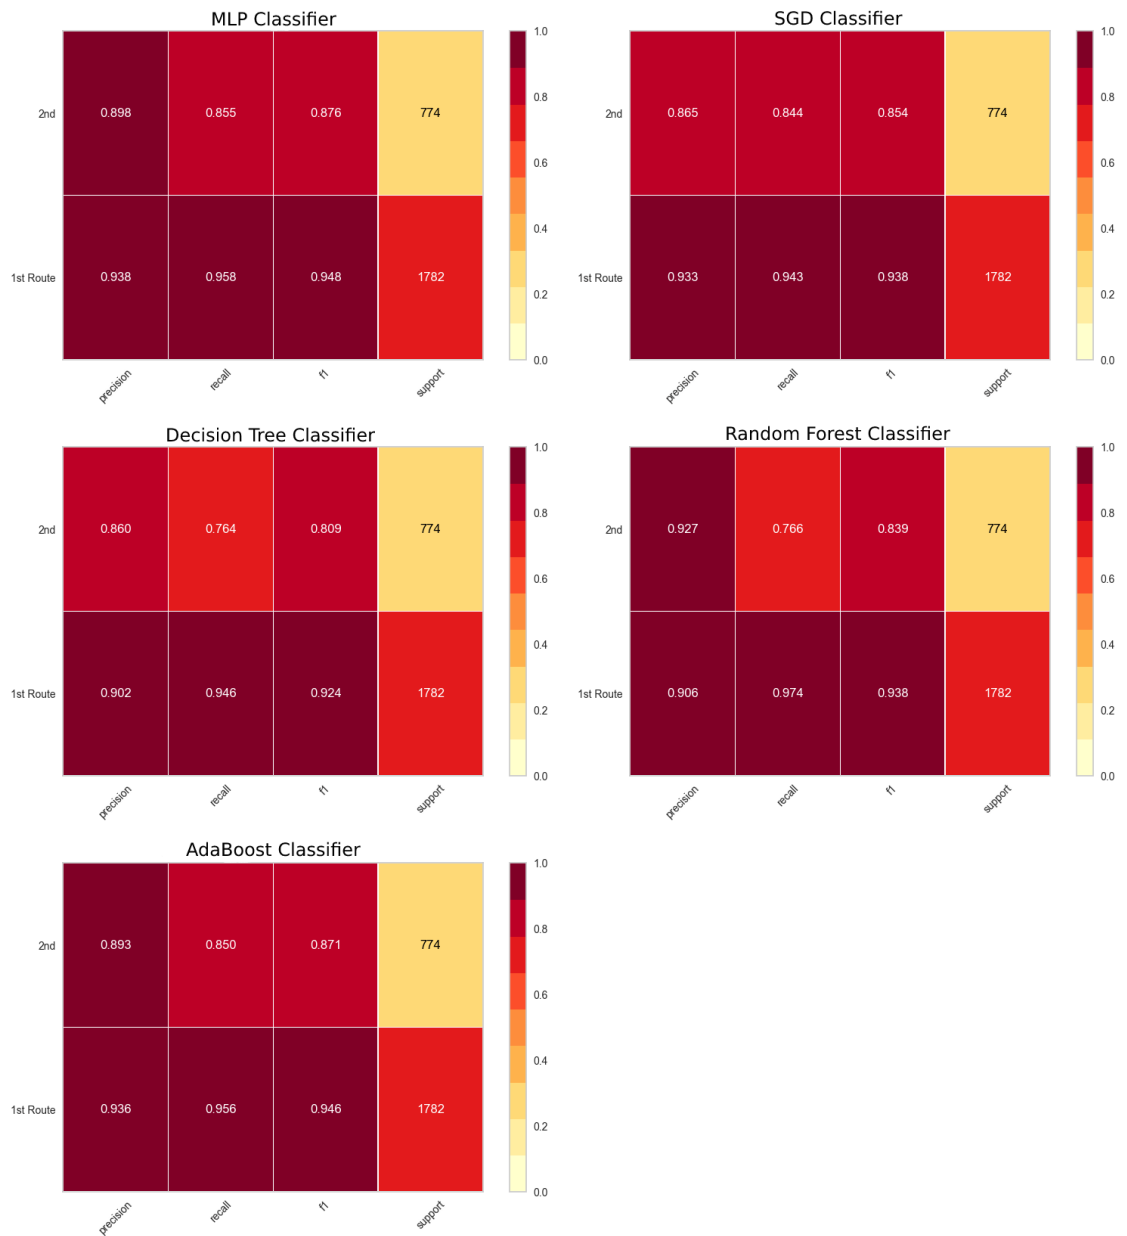 MLP Classifier
2nd 0.898 0.855 0.876 774
1st Route 0.938 0.958 0.948 1782
precision recall f1 support
1.0
0.8
0.6
0.4
0.2
0.0
SGD Classifier
2nd 0.865 0.844 0.854 774
1st Route 0.933 0.943 0.938 1782
precision recall f1 support
1.0
0.8
0.6
0.4
0.2
0.0
Decision Tree Classifier
2nd 0.860 0.764 0.809 774
1st Route 0.902 0.946 0.924 1782
precision recall f1 support
1.0
0.8
0.6
0.4
0.2
0.0
Random Forest Classifier
2nd 0.927 0.766 0.839 774
1st Route 0.906 0.974 0.938 1782
precision recall f1 support
1.0
0.8
0.6
0.4
0.2
0.0
AdaBoost Classifier
2nd 0.893 0.850 0.871 774
1st Route 0.936 0.956 0.946 1782
precision recall f1 support
1.0
0.8
0.6
0.4
0.2
0.0